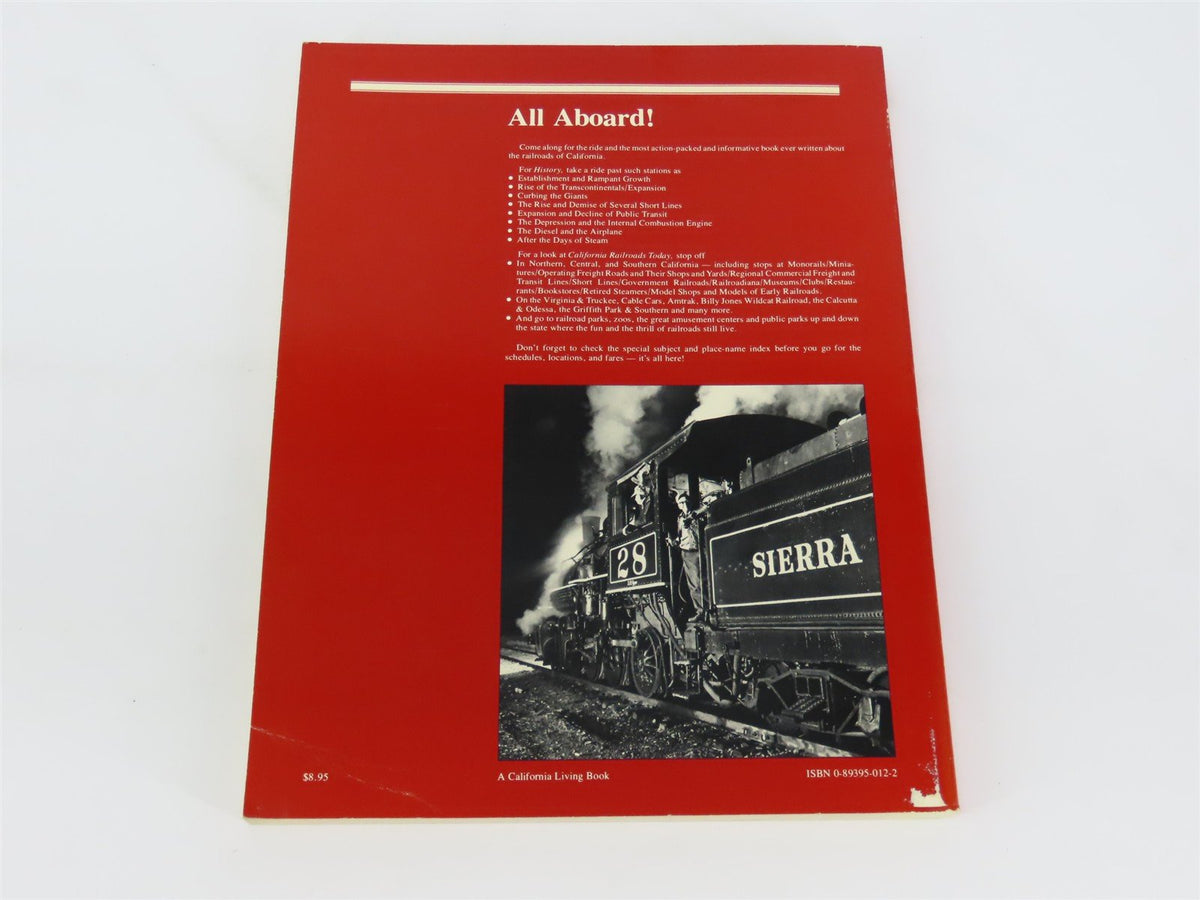 All Aboard!
Come along for the ride and the most action-packed and informative book ever written about
the railroads of California.
For History, take a ride past such stations as
• Establishment and Rampant Growth
• Rise of the Transcontinentals/Expansion
• Curbing the Giants
• The Rise and Demise of Several Short Lines
• Expansion and Decline of Public Transit
• The Depression and the Internal Combustion Engine
• The Diesel and the Airplane
• After the Days of Steam
For a look at California Railroads Today, stop off
• In Northern, Central, and Southern California — including stops at Monorails/Minia-
tures/Operating Freight Roads and Their Shops and Yards/Regional Commercial Freight and
Transit Lines/Short Lines/Government Railroads/Railroadiana/Museums/Clubs/Restau-
rants/Bookstores/Retired Steamers/Model Shops and Models of Early Railroads.
• On the Virginia & Truckee, Cable Cars, Amtrak, Billy Jones Wildcat Railroad, the Calcutta
& Odessa, the Griffith Park & Southern and many more.
• And go to railroad parks, zoos, the great amusement centers and public parks up and down
the state where the fun and the thrill of railroads still live.
Don't forget to check the special subject and place-name index before you go for the
schedules, locations, and fares — it's all here!
28
SIERRA
$8.95
A California Living Book
ISBN 0-89395-012-2